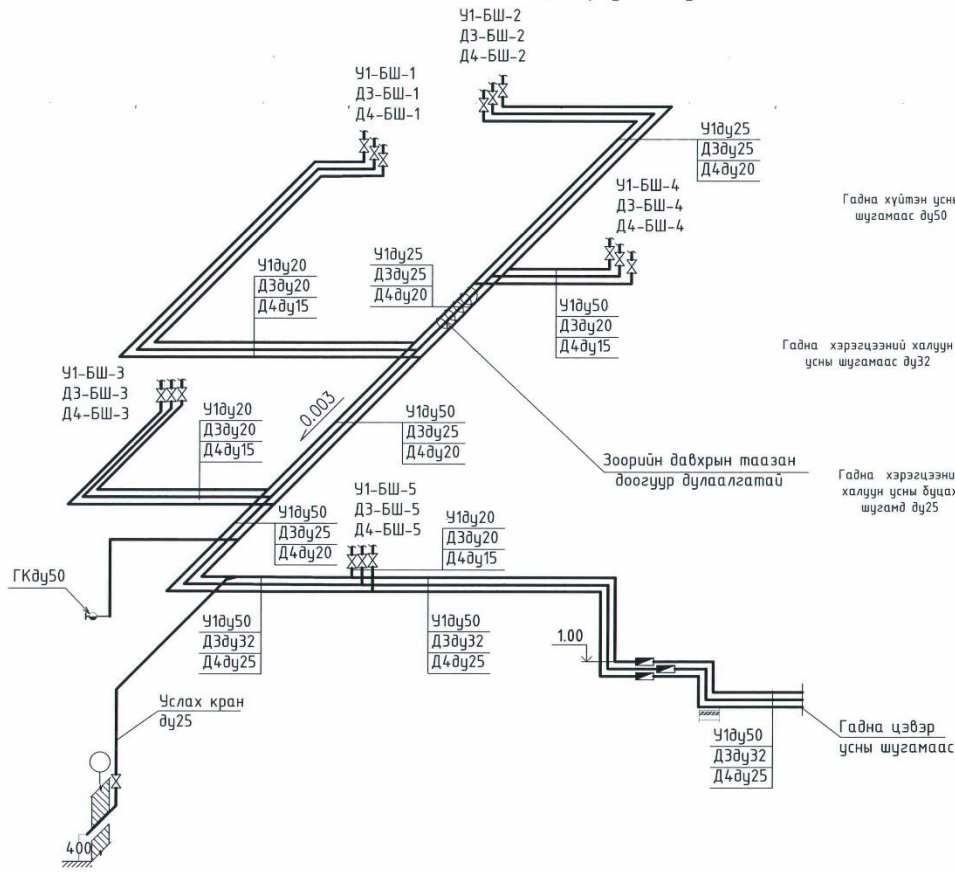 У1-БШ-2
Д3-БШ-2
Д4-БШ-2
У1-БШ-1
Д3-БШ-1
Д4-БШ-1
У1ду25
Д3ду25
Д4ду20
У1-БШ-4
Д3-БШ-4
Д4-БШ-4
Гадна хүйтэн усны
шугамаас ду50
У1ду25
Д3ду25
Д4ду20
У1ду20
Д3ду20
Д4ду15
У1ду50
Д3ду20
Д4ду15
Гадна хэрэгцээний халуун
усны шугамаас ду32
У1-БШ-3
Д3-БШ-3
Д4-БШ-3
У1ду20
Д3ду20
Д4ду15
0.003
У1ду50
Д3ду25
Д4ду20
Зоорийн давхрын таазан
доогуур дулаалгатай
Гадна хэрэгцээни
халуун усны буцах
шугамд ду25
У1-БШ-5
Д3-БШ-5
Д4-БШ-5
У1ду50
Д3ду25
Д4ду20
У1ду20
Д3ду20
Д4ду15
ГКду50
У1ду50
Д3ду32
Д4ду25
У1ду50
Д3ду32
Д4ду25
1.00
Услах кран
ду25
У1ду50
Д3ду32
Д4ду25
Гадна цэвэр
усны шугамаас
400